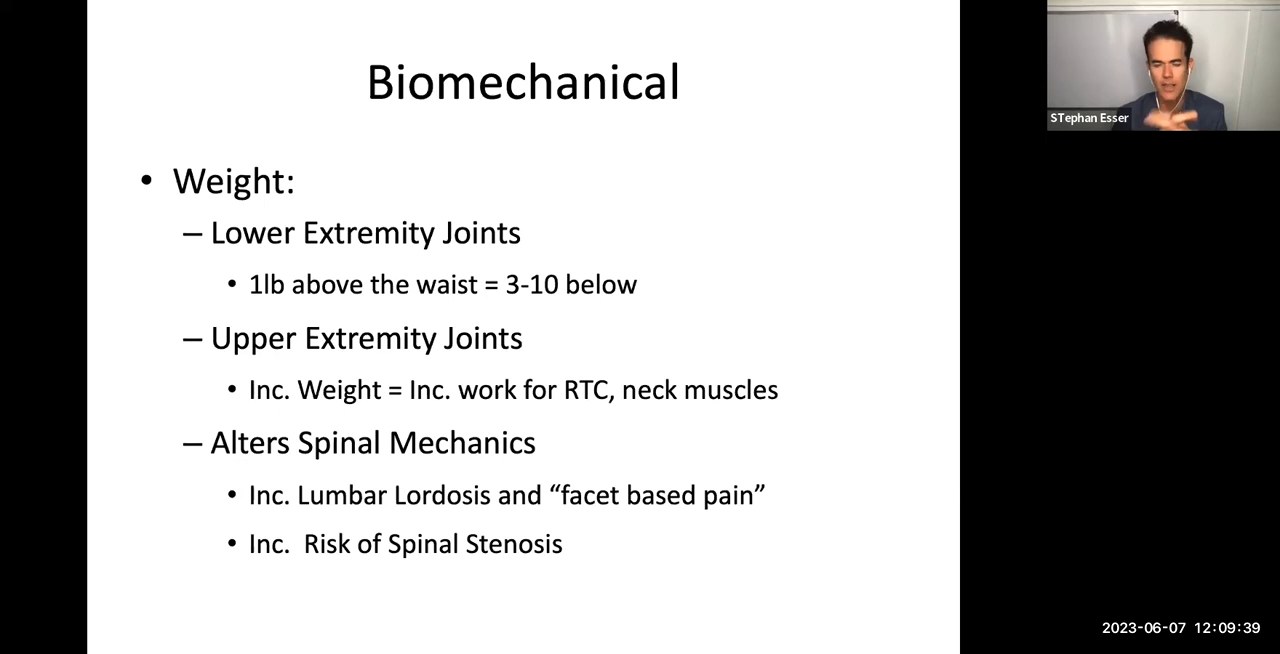 Biomechanical
STephan Esser
• Weight:
– Lower Extremity Joints
• 1lb above the waist = 3-10 below
– Upper Extremity Joints
• Inc. Weight = Inc. work for RTC, neck muscles
– Alters Spinal Mechanics
• Inc. Lumbar Lordosis and “facet based pain”
• Inc.  Risk of Spinal Stenosis
2023-06-07 12:09:39